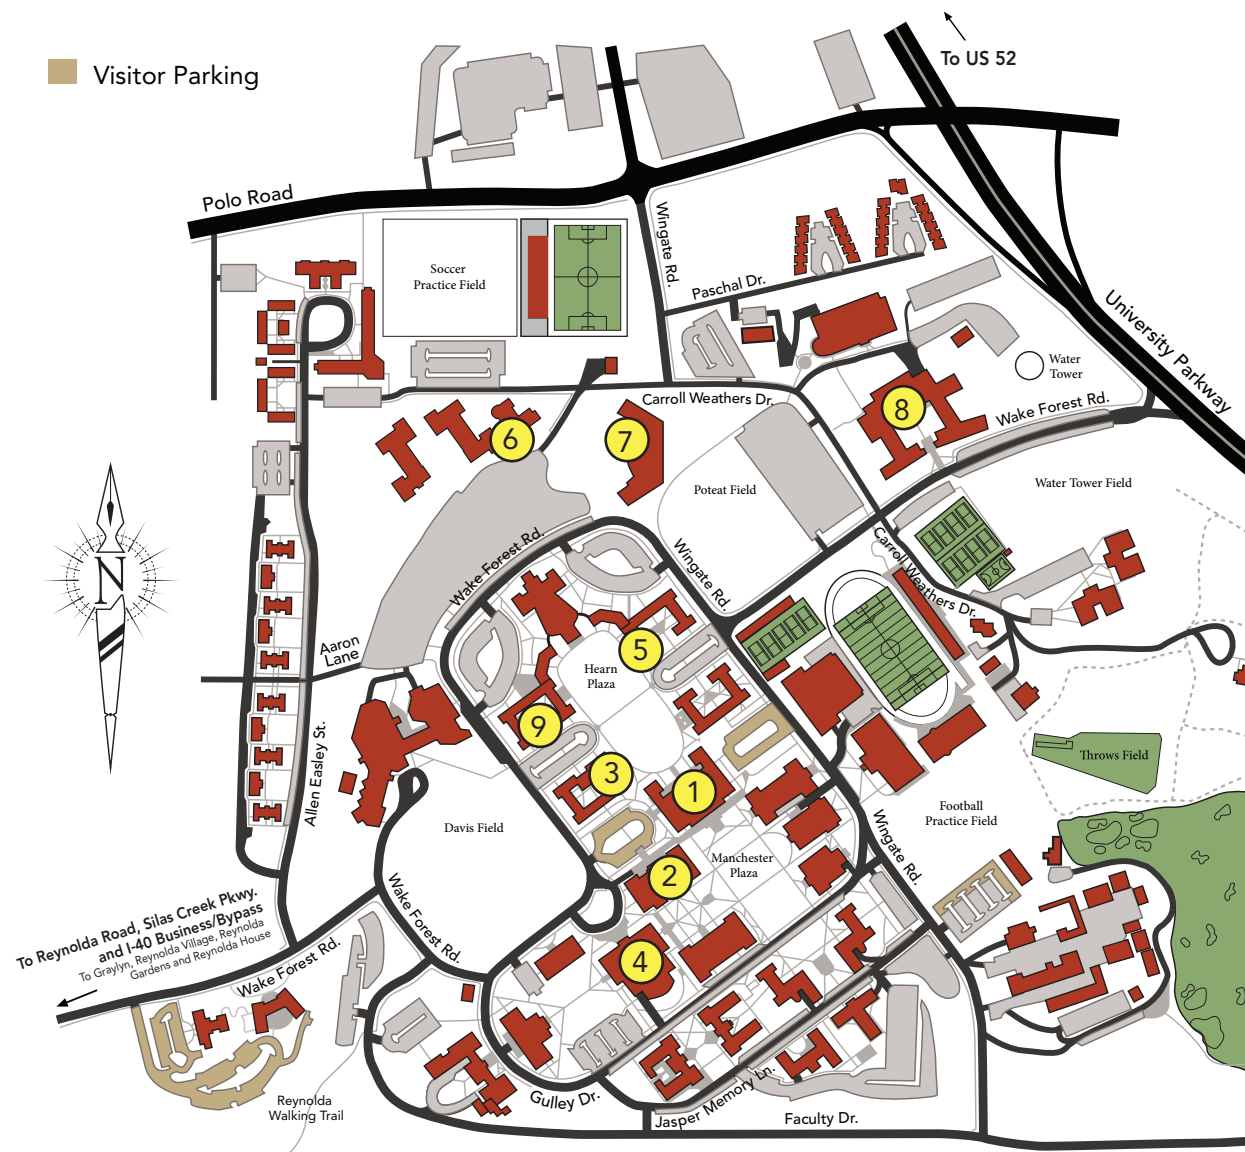 To US 52
Visitor Parking
Polo Road
Wingate Rd.
Soccer
Practice Field
Paschal Dr.
University Parkway
Water
Tower
Carroll Weathers Dr.
8
Wake Forest Rd.
6
7
Poteat Field
Water Tower Field
Wake Forest Rd.
Wingate Rd.
Carroll Weathers Dr.
N
Aaron
Lane
5
Hearn
Plaza
9
Allen Easley St.
3
1
Throws Field
Davis Field
Football
Practice Field
Wingate Rd.
2
Manchester
Plaza
Wake Forest Rd.
To Reynolda Road, Silas Creek Pkwy.
and I-40 Business/Bypass
To Graylyn, Reynolda Village, Reynolda
Gardens and Reynolda House
Wake Forest Rd.
4
Reynolda
Walking Trail
Gulley Dr.
Jasper Memory Ln.
Faculty Dr.